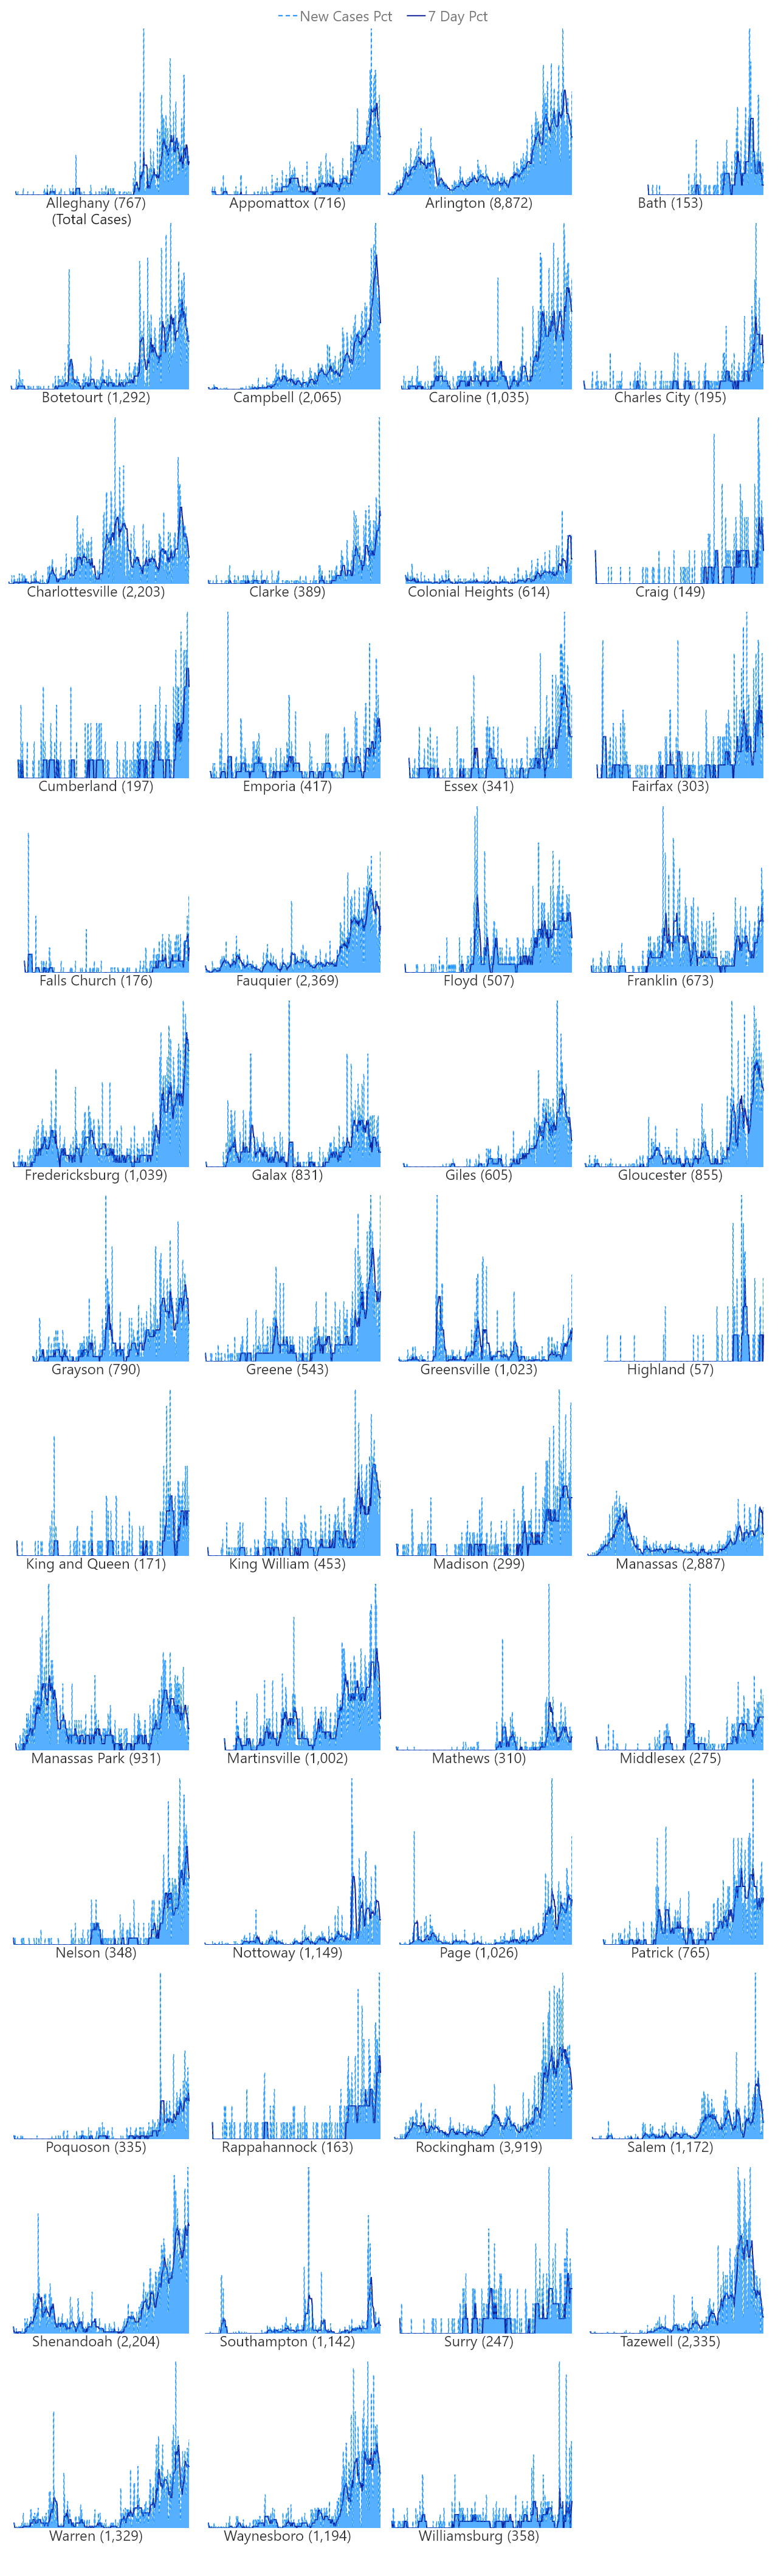 New Cases Pct 7 Day Pct
Alleghany (767) Appomattox (716) Arlington (8,872) Bath (153)
(Total Cases)
Botetourt (1,292) Campbell (2,065) Caroline (1,035) Charles City (195)
Charlottesville (2,203) Clarke (389) Colonial Heights (614) Craig (149)
Cumberland (197) Emporia (417) Essex (341) Fairfax (303)
Falls Church (176) Fauquier (2,369) Floyd (507) Franklin (673)
Fredericksburg (1,039) Galax (831) Giles (605) Gloucester (855)
Grayson (790) Greene (543) Greensville (1,023) Highland (57)
King and Queen (171) King William (453) Madison (299) Manassas (2,887)
Manassas Park (931) Martinsville (1,002) Mathews (310) Middlesex (275)
Nelson (348) Nottoway (1,149) Page (1,026) Patrick (765)
Poquoson (335) Rappahannock (163) Rockingham (3,919) Salem (1,172)
Shenandoah (2,204) Southampton (1,142) Surry (247) Tazewell (2,335)
Warren (1,329) Waynesboro (1,194) Williamsburg (358)